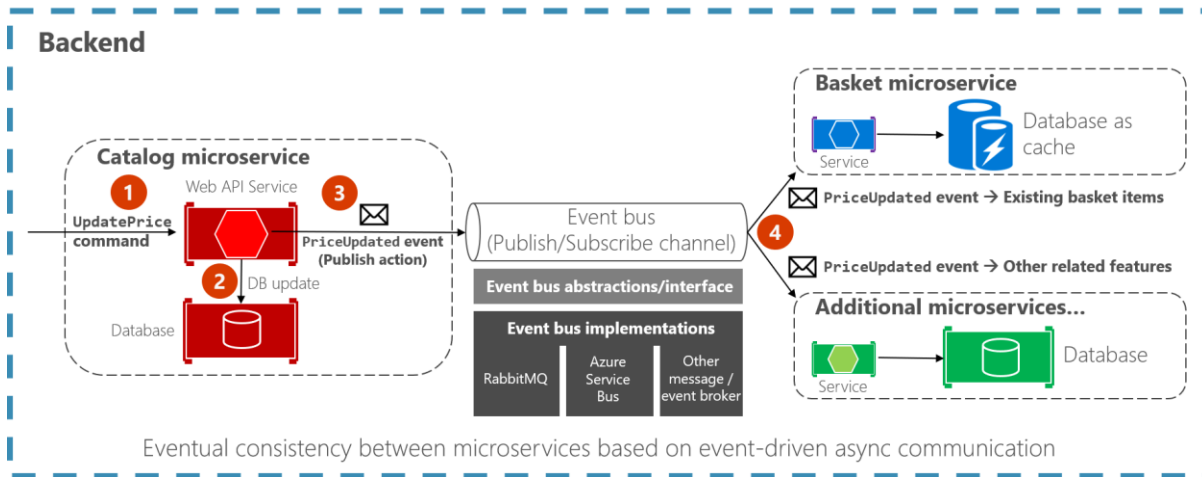 Backend
Catalog microservice
Web API Service
1
UpdatePrice
command
2
DB update
Database
3
PriceUpdated event
(Publish action)
Event bus
(Publish/Subscribe channel)
Event bus abstractions/interface
Event bus implementations
RabbitMQ
Azure
Service
Bus
Other
message /
event broker
4
Basket microservice
Service
Database as
cache
PriceUpdated event → Existing basket items
PriceUpdated event → Other related features
Additional microservices...
Service
Database
Eventual consistency between microservices based on event-driven async communication